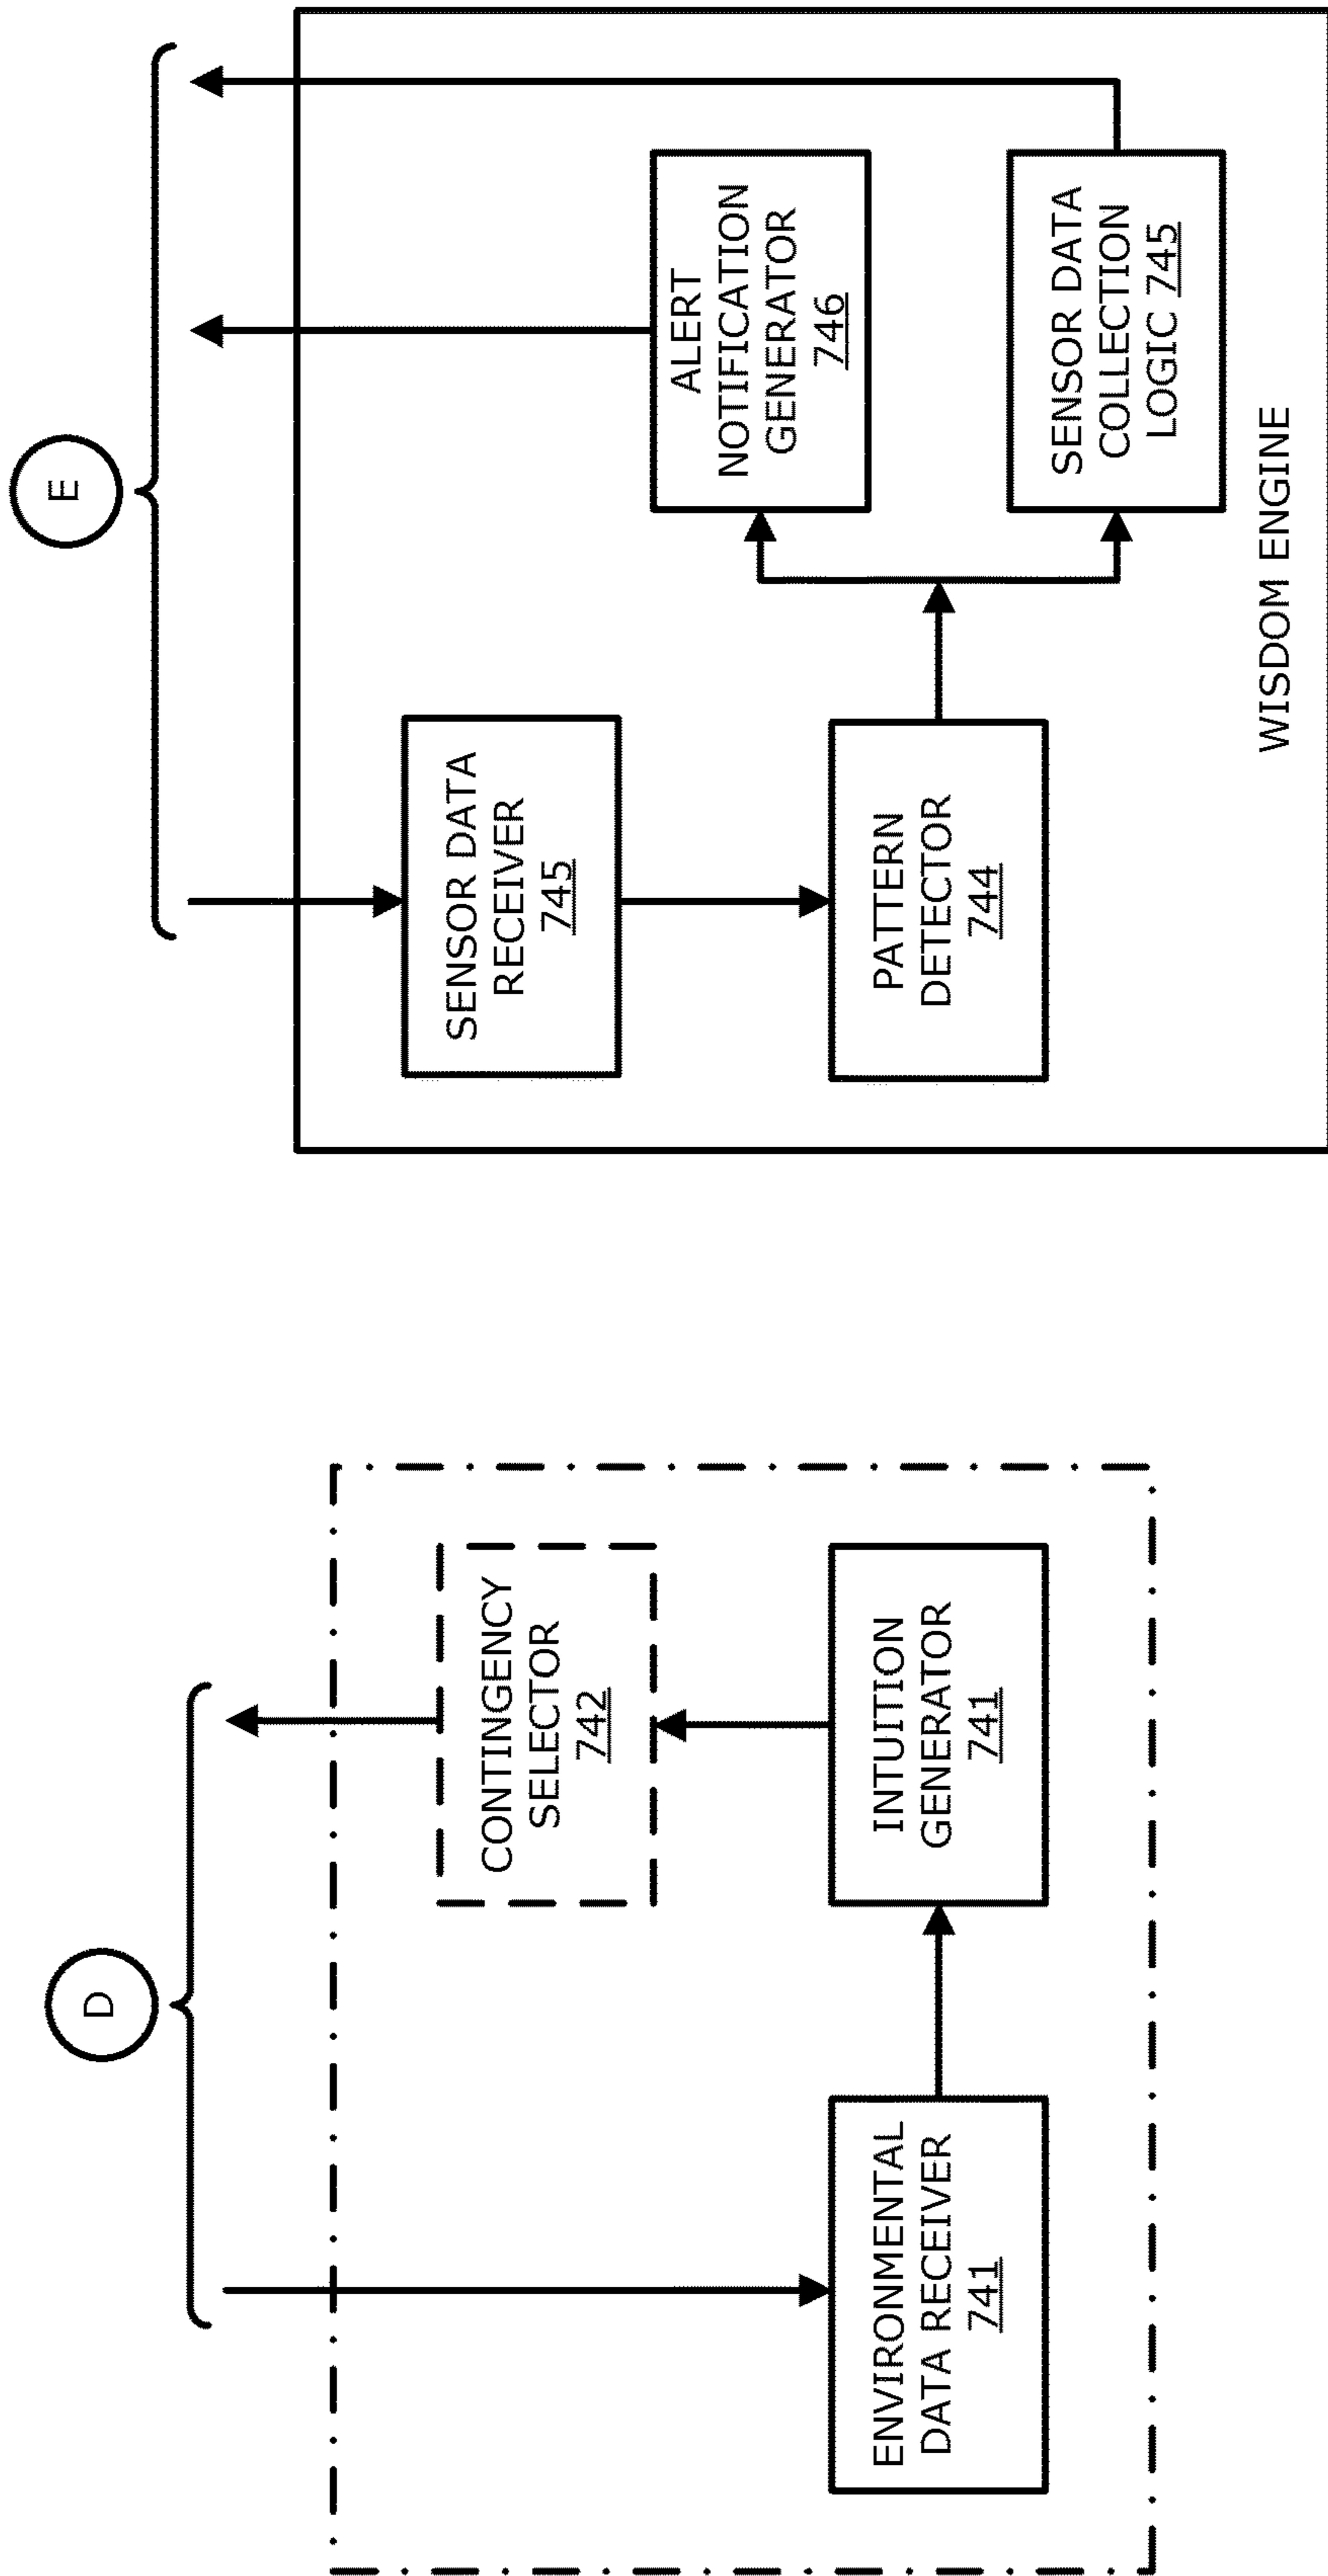 D
CONTINGENCY
SELECTOR
742
ENVIRONMENTAL
DATA RECEIVER
741
INTUITION
GENERATOR
741
E
SENSOR DATA
RECEIVER
745
ALERT
NOTIFICATION
GENERATOR
746
PATTERN
DETECTOR
744
SENSOR DATA
COLLECTION
LOGIC 745
WISDOM ENGINE